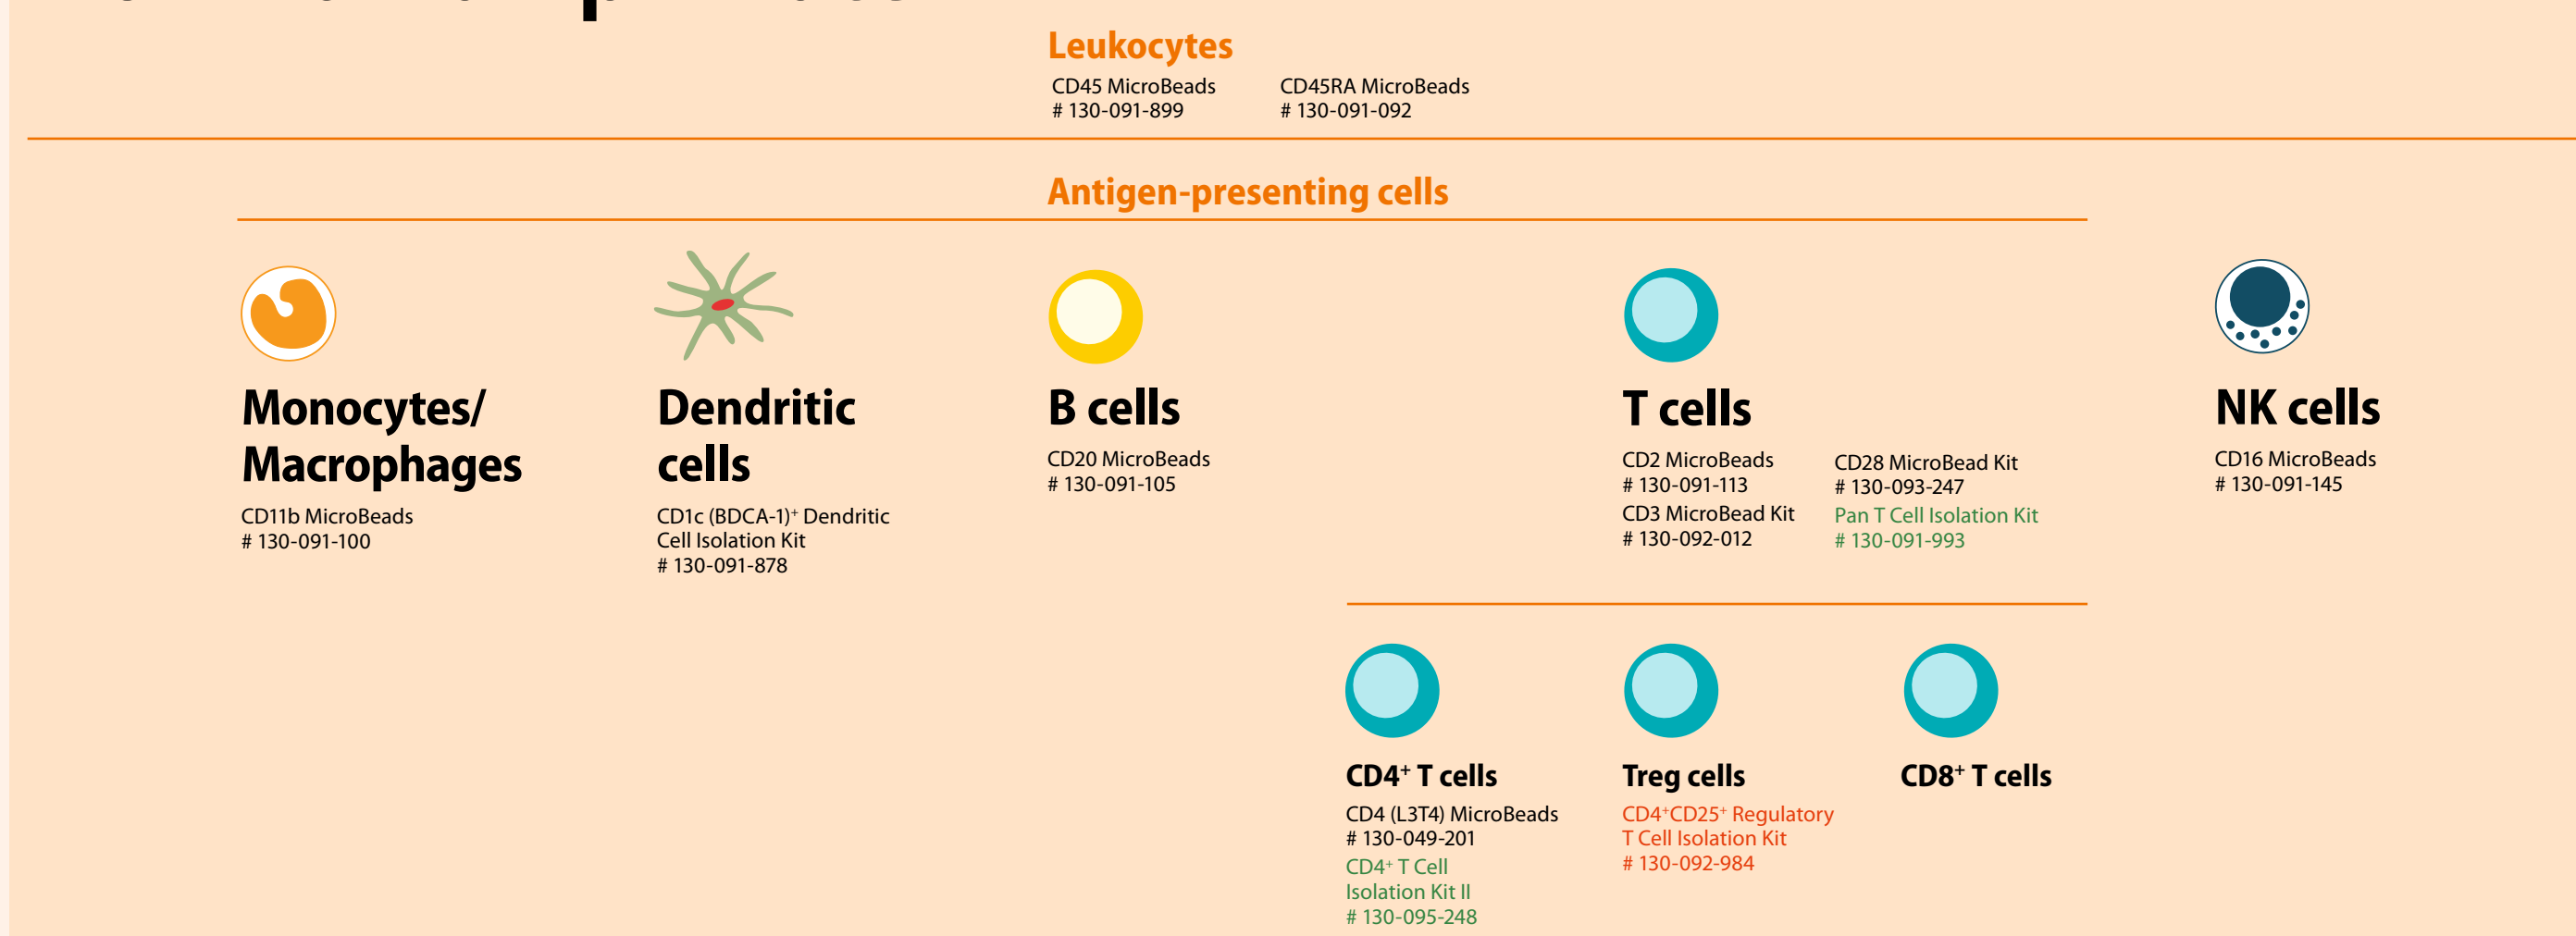 Leukocytes
CD45 MicroBeads
# 130-091-899
CD45RA MicroBeads
# 130-091-092
Antigen-presenting cells
Monocytes/
Macrophages
CD11b MicroBeads
# 130-091-100
Dendritic
cells
CD1c (BDCA-1)⁺ Dendritic
Cell Isolation Kit
# 130-091-878
B cells
CD20 MicroBeads
# 130-091-105
T cells
CD2 MicroBeads
# 130-091-113
CD3 MicroBead Kit
# 130-092-012
CD28 MicroBead Kit
# 130-093-247
Pan T Cell Isolation Kit
# 130-091-993
NK cells
CD16 MicroBeads
# 130-091-145
CD4⁺ T cells
CD4 (L3T4) MicroBeads
# 130-049-201
CD4⁺ T Cell
Isolation Kit II
# 130-095-248
Treg cells
CD4⁺CD25⁺ Regulatory
T Cell Isolation Kit
# 130-092-984
CD8⁺ T cells